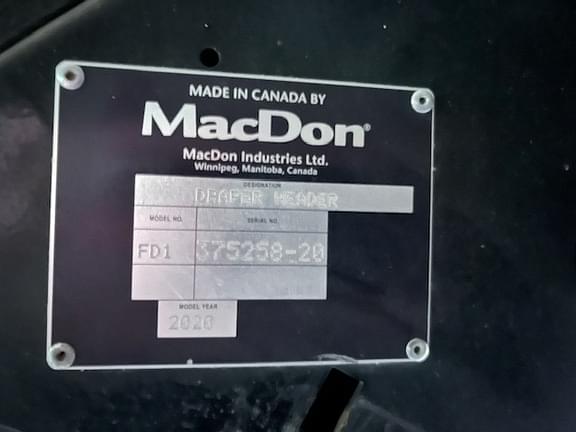 MADE IN CANADA BY
MacDon®
MacDon Industries Ltd.
Winnipeg, Manitoba, Canada
DESIGNATION
DRAPER HEADER
MODEL NO. SERIAL NO.
FD1 375258-20
MODEL YEAR
2020